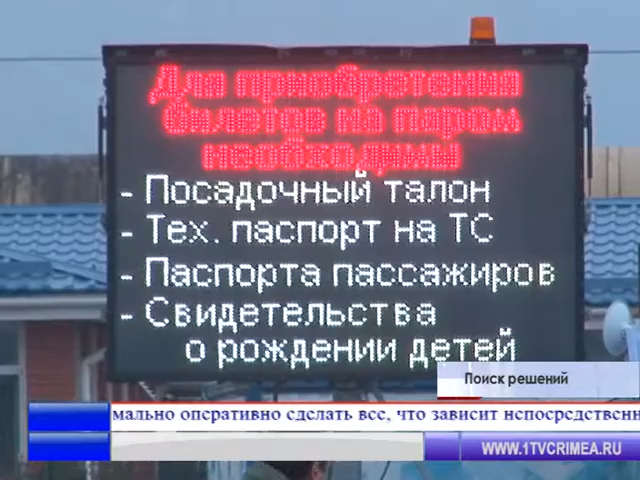 Для приобретения
билетов на паром
необходимы
- Посадочный талон
- Тех. паспорт на ТС
- Паспорта пассажиров
- Свидетельства
о рождении детей
Поиск решений
мально оперативно сделать все, что зависит непосредственн
WWW.1TVCRIMEA.RU